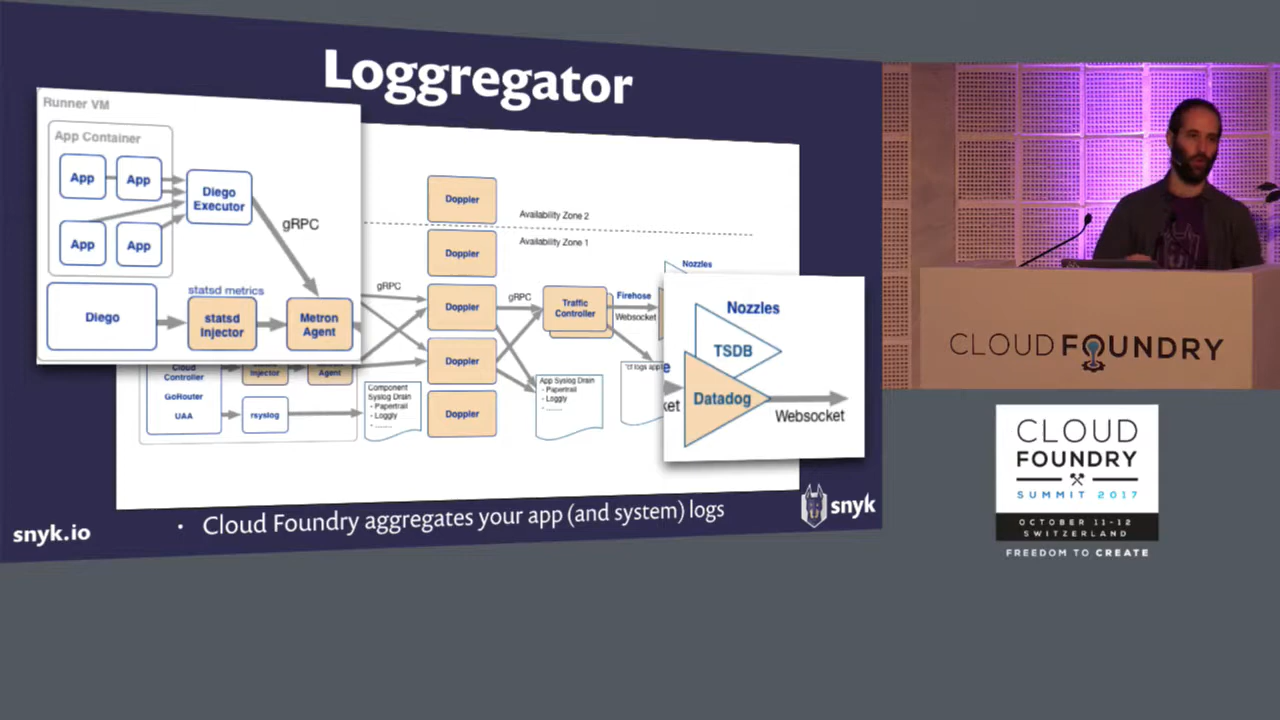 Loggregator
Runner VM
App Container
App
App
App
App
Diego
Executor
gRPC
statsd metrics
Diego
statsd
Injector
Metron
Agent
Cloud
Controller
GoRouter
UAA
Injector
Agent
rsyslog
gRPC
Component
Syslog Drain
- Papertrail
- Loggly
- ......
Doppler
Doppler
Doppler
Doppler
Doppler
Availability Zone 2
Availability Zone 1
gRPC
Traffic
Controller
Firehose
Websocket
App Syslog Drain
- Papertrail
- Loggly
- ......
Nozzles
Nozzles
TSDB
Datadog
Websocket
ket
snyk.io
• Cloud Foundry aggregates your app (and system) logs
snyk
CLOUD FOUNDRY
CLOUD
FOUNDRY
SUMMIT 2017
OCTOBER 11-12
SWITZERLAND
FREEDOM TO CREATE